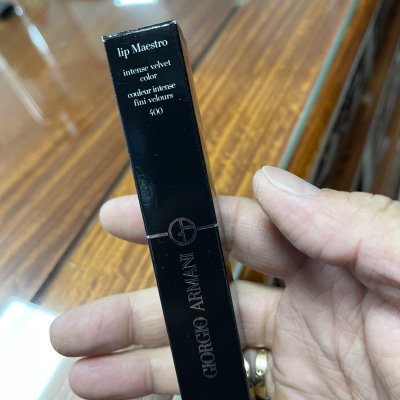 lip Maestro
intense velvet
color
couleur intense
fini velours
400
GIORGIO ARMANI